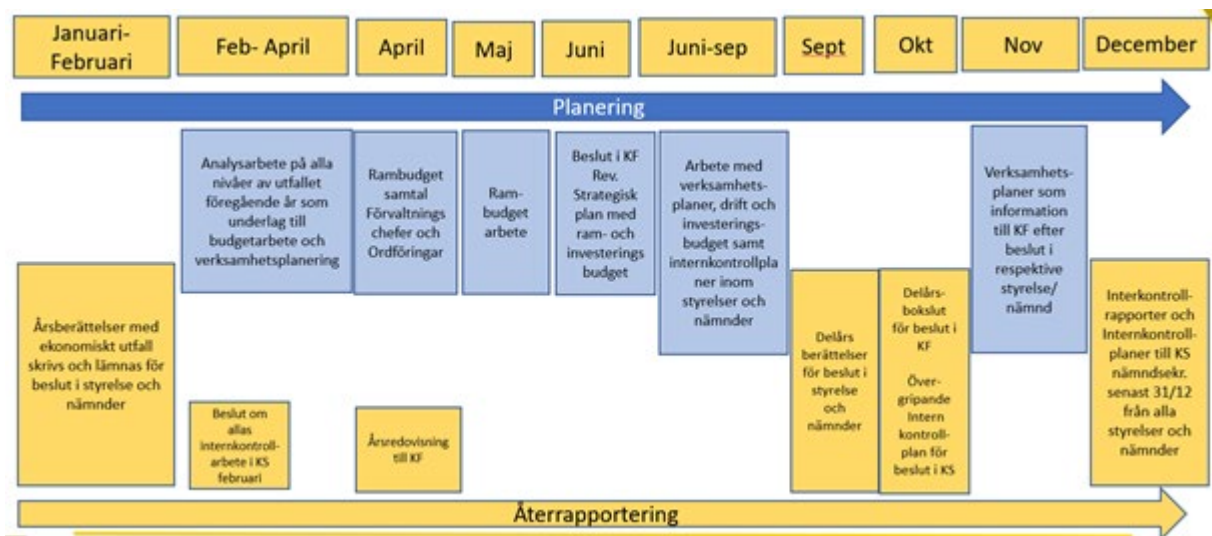 Januari-
Februari
Feb- April
April
Maj
Juni
Juni-sep
Sept
Okt
Nov
December
Planering
Analysarbete på alla
nivåer av utfallet
föregående år som
underlag till
budgetarbete och
verksamhetsplanering
Rambudget
samtal
Förvaltnings
chefer och
Ordföringar
Ram-
budget
arbete
Beslut i KF
Rev.
Strategisk
plan med
ram- och
investerings
budget
Arbete med
verksamhets-
planer, drift och
investerings-
budget samt
internkontrollpla
ner inom
styrelser och
nämnder
Verksamhets-
planer som
information
till KF efter
beslut i
respektive
styrelse/
nämnd
Årsberättelser med
ekonomiskt utfall
skrivs och lämnas för
beslut i styrelse och
nämnder
Beslut om
allas
internkontroll-
arbete i KS
februari
Årsredovisning
till KF
Delårs
berättelser
för beslut i
styrelse
och
nämnder
Delårs-
bokslut
för beslut i
KF
Över-
gripande
Intern
kontroll-
plan för
beslut i KS
Interkontroll-
rapporter och
Internkontroll-
planer till KS
nämndsekr.
senast 31/12
från alla
styrelser och
nämnder
Återrapportering